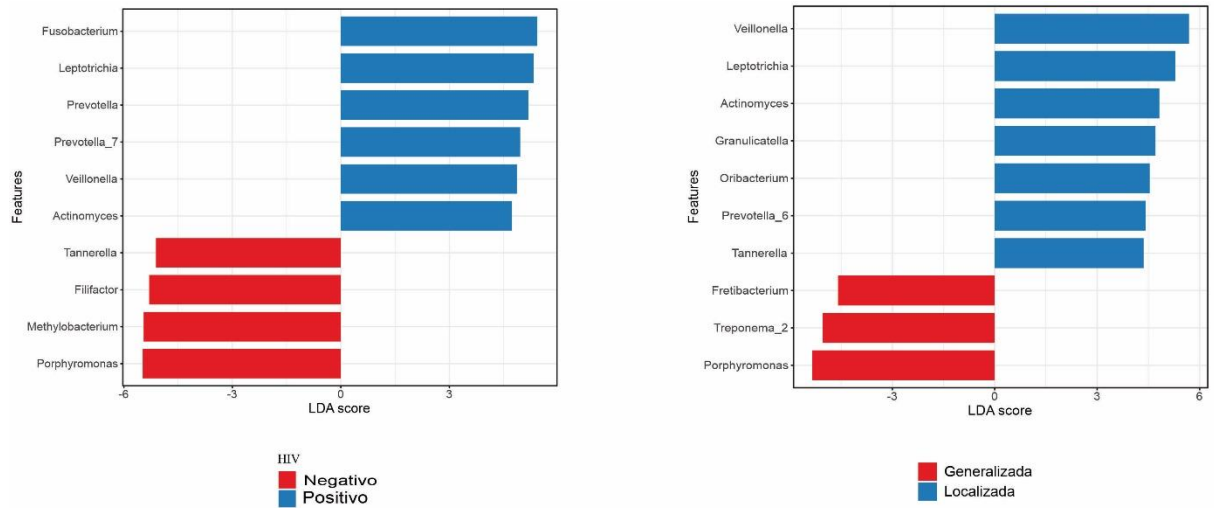 Fusobacterium
Leptotrichia
Prevotella
Prevotella_7
Veillonella
Actinomyces
Tannerella
Filifactor
Methylobacterium
Porphyromonas
Features
-6 -3 0 3
LDA score
HIV
Negativo
Positivo
Veillonella
Leptotrichia
Actinomyces
Granulicatella
Oribacterium
Prevotella_6
Tannerella
Fretibacterium
Treponema_2
Porphyromonas
Features
-3 0 3 6
LDA score
Generalizada
Localizada